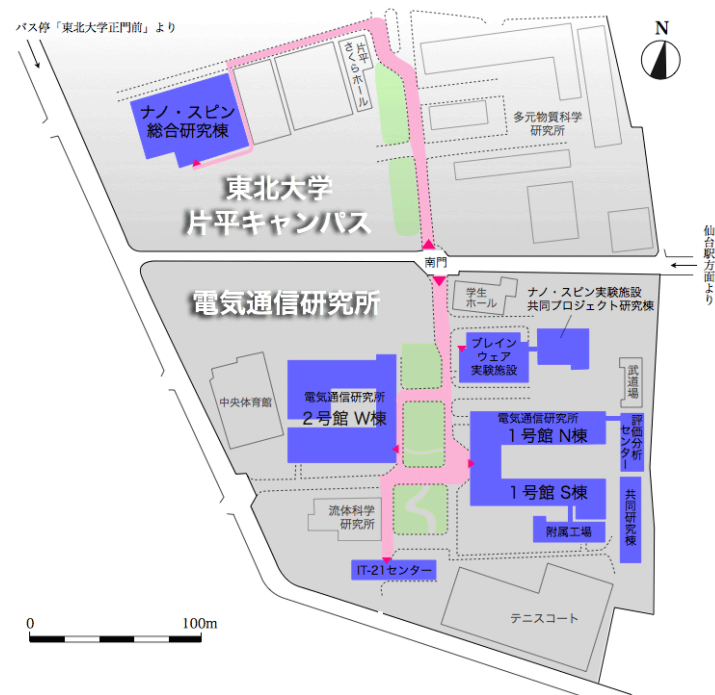 バス停「東北大学正門前」より
N
片平
さくらホール
ナノ・スピン
総合研究棟
多元物質科学
研究所
東北大学
片平キャンパス
仙台駅方面より
南門
電気通信研究所
学生
ホール
ナノ・スピン実験施設
共同プロジェクト研究棟
ブレイン
ウェア
実験施設
武道場
中央体育館
電気通信研究所
2号館 W棟
電気通信研究所
1号館 N棟
評価分析
センター
1号館 S棟
共同研究棟
流体科学
研究所
附属工場
IT-21センター
テニスコート
0
100m